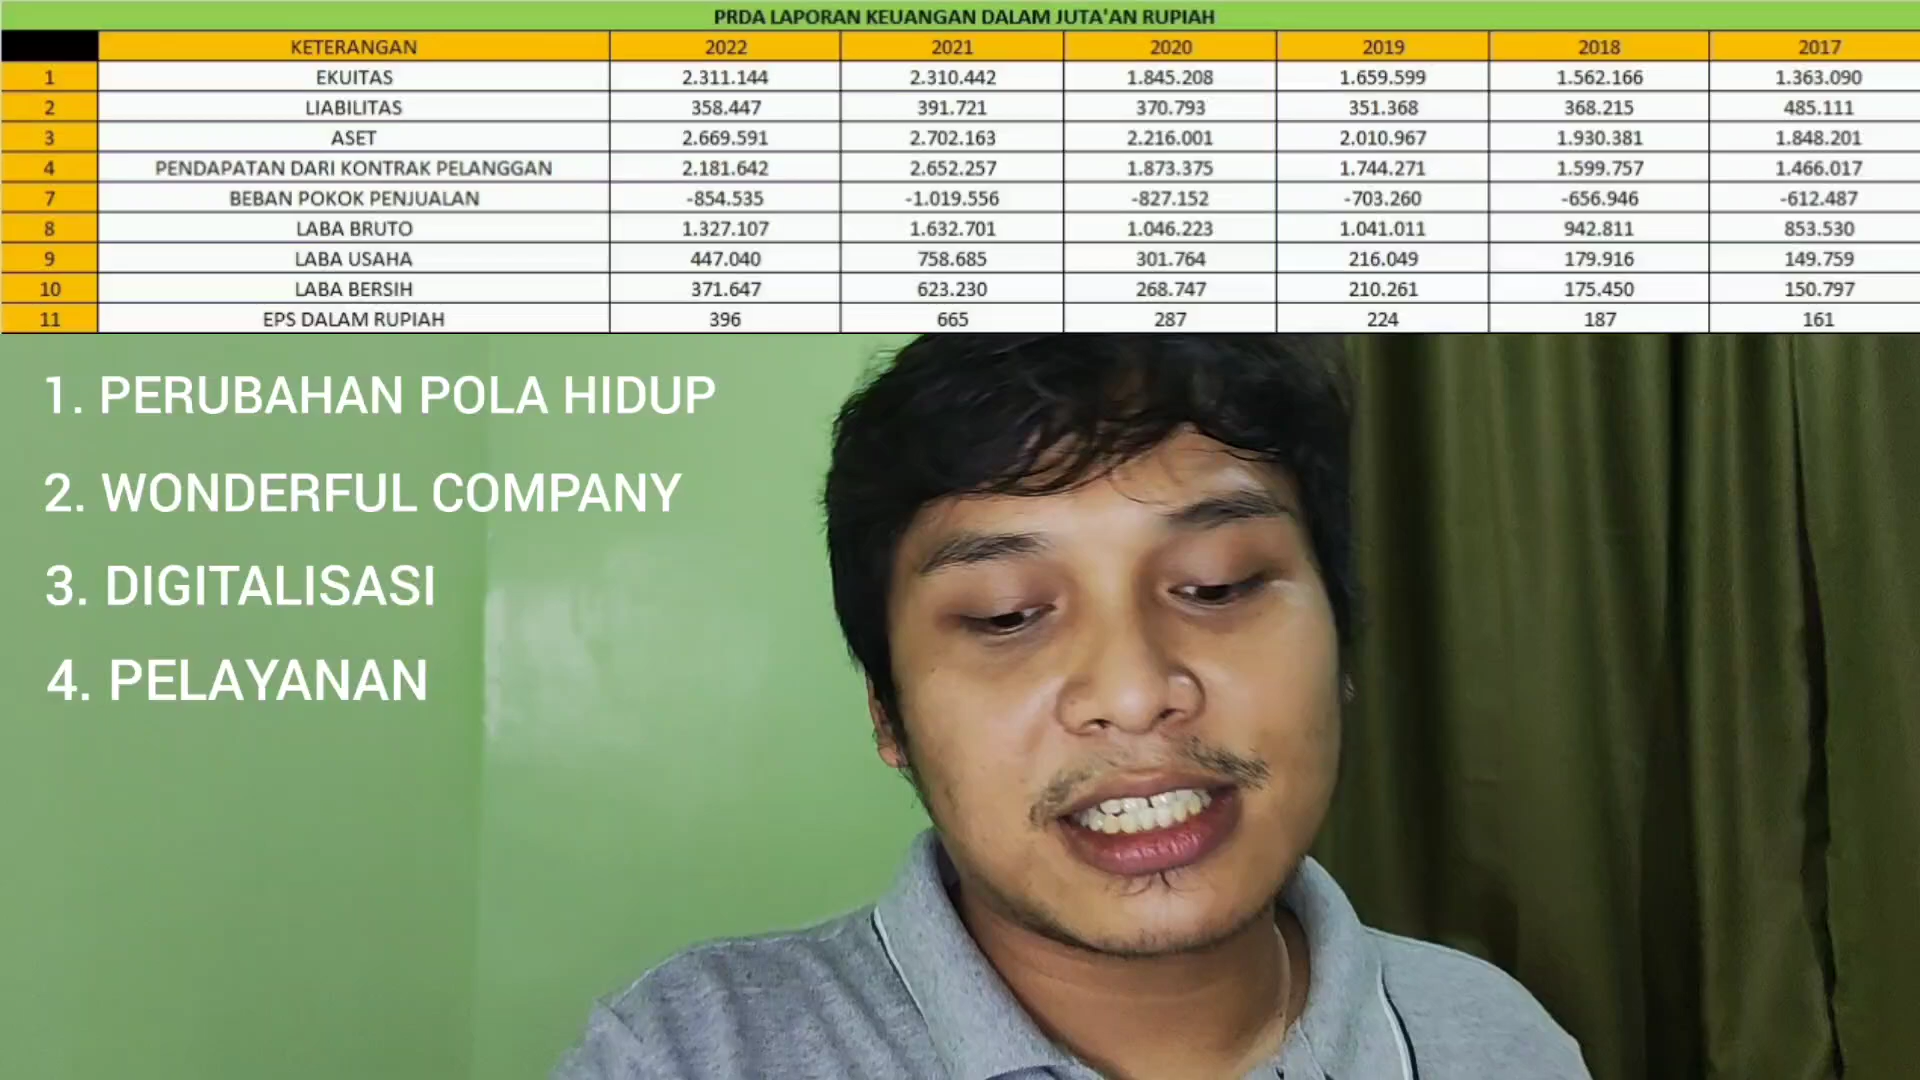 PRDA LAPORAN KEUANGAN DALAM JUTA'AN RUPIAH
KETERANGAN 2022 2021 2020 2019 2018 2017
1 EKUITAS 2.311.144 2.310.442 1.845.208 1.659.599 1.562.166 1.363.090
2 LIABILITAS 358.447 391.721 370.793 351.368 368.215 485.111
3 ASET 2.669.591 2.702.163 2.216.001 2.010.967 1.930.381 1.848.201
4 PENDAPATAN DARI KONTRAK PELANGGAN 2.181.642 2.652.257 1.873.375 1.744.271 1.599.757 1.466.017
7 BEBAN POKOK PENJUALAN -854.535 -1.019.556 -827.152 -703.260 -656.946 -612.487
8 LABA BRUTO 1.327.107 1.632.701 1.046.223 1.041.011 942.811 853.530
9 LABA USAHA 447.040 758.685 301.764 216.049 179.916 149.759
10 LABA BERSIH 371.647 623.230 268.747 210.261 175.450 150.797
11 EPS DALAM RUPIAH 396 665 287 224 187 161
1. PERUBAHAN POLA HIDUP
2. WONDERFUL COMPANY
3. DIGITALISASI
4. PELAYANAN